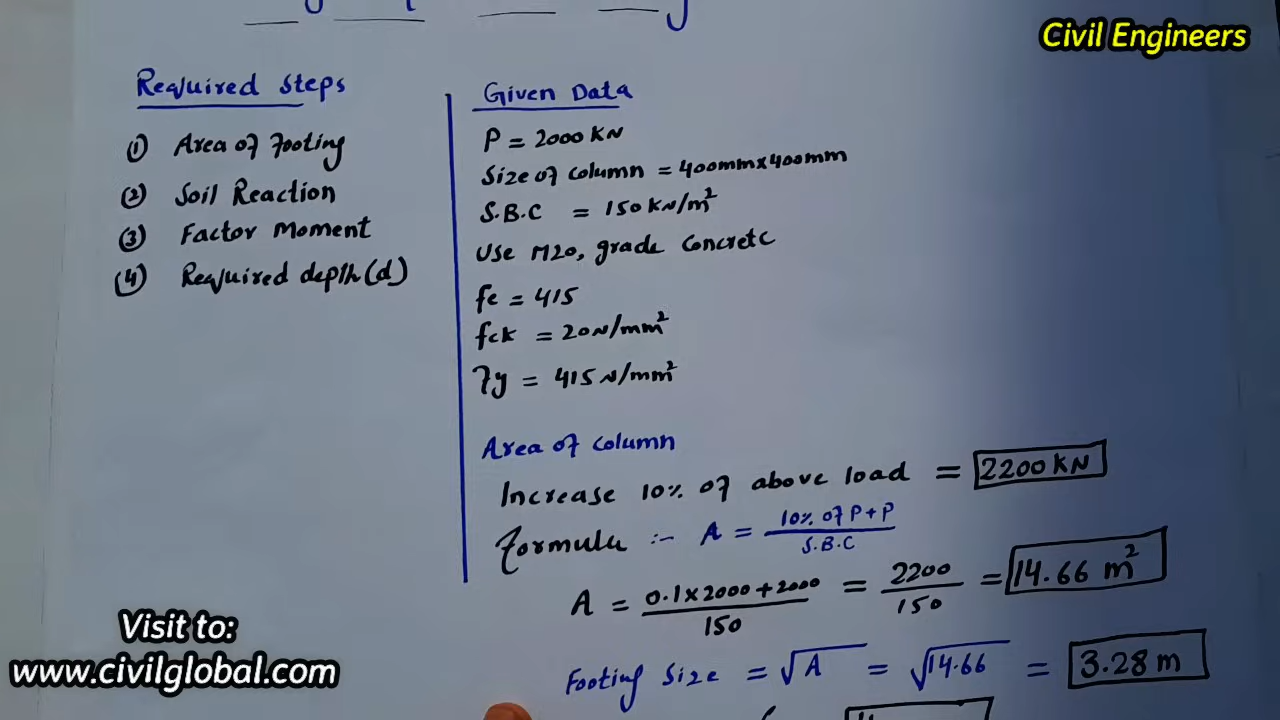 Civil Engineers
Required Steps
(1) Area of Footing
(2) Soil Reaction
(3) Factor Moment
(4) Required depth (d)
Given Data
P = 2000 KN
Size of column = 400mm x 400mm
S.B.C = 150 KN/m²
Use M20, grade Concrete
fe = 415
fck = 20 N/mm²
Fy = 415 N/mm²
Area of column
Increase 10% of above load = 2200 KN
Formula :- A = 10% of P + P / S.B.C
A = 0.1 x 2000 + 2000 / 150 = 2200 / 150 = 14.66 m²
Footing Size = √A = √14.66 = 3.28 m
Visit to:
www.civilglobal.com